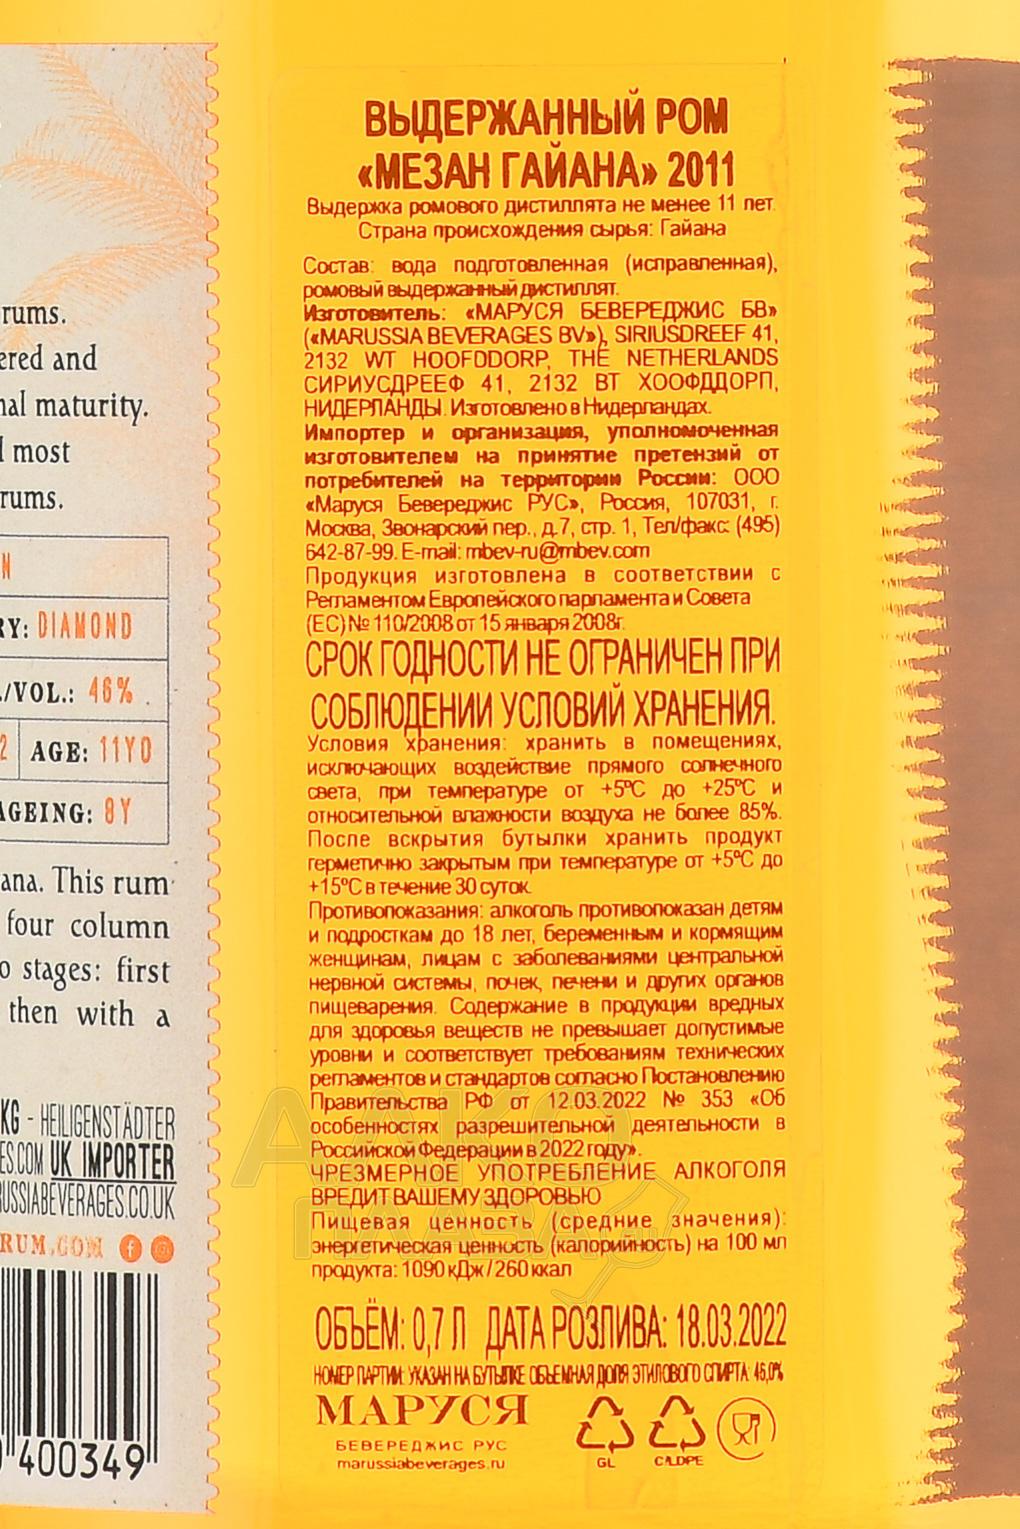 rums.
ered and
nal maturity.
l most
rums.
N
RY: DIAMOND
./VOL.: 46%
2 AGE: 11YO
AGEING: 8Y
ana. This rum
four column
o stages: first
then with a
KG - HEILIGENSTÄDTER
ES.COM UK IMPORTER
RUSSIABEVERAGES.CO.UK
RUM.COM
400349
ВЫДЕРЖАННЫЙ РОМ
«МЕЗАН ГАЙАНА» 2011
Выдержка ромового дистиллята не менее 11 лет.
Страна происхождения сырья: Гайана
Состав: вода подготовленная (исправленная),
ромовый выдержанный дистиллят.
Изготовитель: «МАРУСЯ БЕВЕРЕДЖИС БВ»
(«MARUSSIA BEVERAGES BV»), SIRIUSDREEF 41,
2132 WT HOOFDDORP, THE NETHERLANDS
СИРИУСДРЕЕФ 41, 2132 ВТ ХООФДДОРП,
НИДЕРЛАНДЫ. Изготовлено в Нидерландах.
Импортер и организация, уполномоченная
изготовителем на принятие претензий от
потребителей на территории России: ООО
«Маруся Бевереджис РУС», Россия, 107031, г.
Москва, Звонарский пер., д.7, стр. 1, Тел/факс: (495)
642-87-99. E-mail: mbev-ru@mbev.com
Продукция изготовлена в соответствии с
Регламентом Европейского парламента и Совета
(ЕС) № 110/2008 от 15 января 2008г.
СРОК ГОДНОСТИ НЕ ОГРАНИЧЕН ПРИ
СОБЛЮДЕНИИ УСЛОВИЙ ХРАНЕНИЯ.
Условия хранения: хранить в помещениях,
исключающих воздействие прямого солнечного
света, при температуре от +5ºС до +25ºС и
относительной влажности воздуха не более 85%.
После вскрытия бутылки хранить продукт
герметично закрытым при температуре от +5ºС до
+15ºС в течение 30 суток.
Противопоказания: алкоголь противопоказан детям
и подросткам до 18 лет, беременным и кормящим
женщинам, лицам с заболеваниями центральной
нервной системы, почек, печени и других органов
пищеварения. Содержание в продукции вредных
для здоровья веществ не превышает допустимые
уровни и соответствует требованиям технических
регламентов и стандартов согласно Постановлению
Правительства РФ от 12.03.2022 № 353 «Об
особенностях разрешительной деятельности в
Российской Федерации в 2022 году».
ЧРЕЗМЕРНОЕ УПОТРЕБЛЕНИЕ АЛКОГОЛЯ
ВРЕДИТ ВАШЕМУ ЗДОРОВЬЮ
Пищевая ценность (средние значения):
энергетическая ценность (калорийность) на 100 мл
продукта: 1090 кДж / 260 ккал
ОБЪЁМ: 0,7 Л ДАТА РОЗЛИВА: 18.03.2022
НОМЕР ПАРТИИ: УКАЗАН НА БУТЫЛКЕ ОБЪЕМНАЯ ДОЛЯ ЭТИЛОВОГО СПИРТА: 46,0%
МАРУСЯ
БЕВЕРЕДЖИС РУС
marussiabeverages.ru
GL
C/LDPE
АЛКО
ПЛАЗА.ru